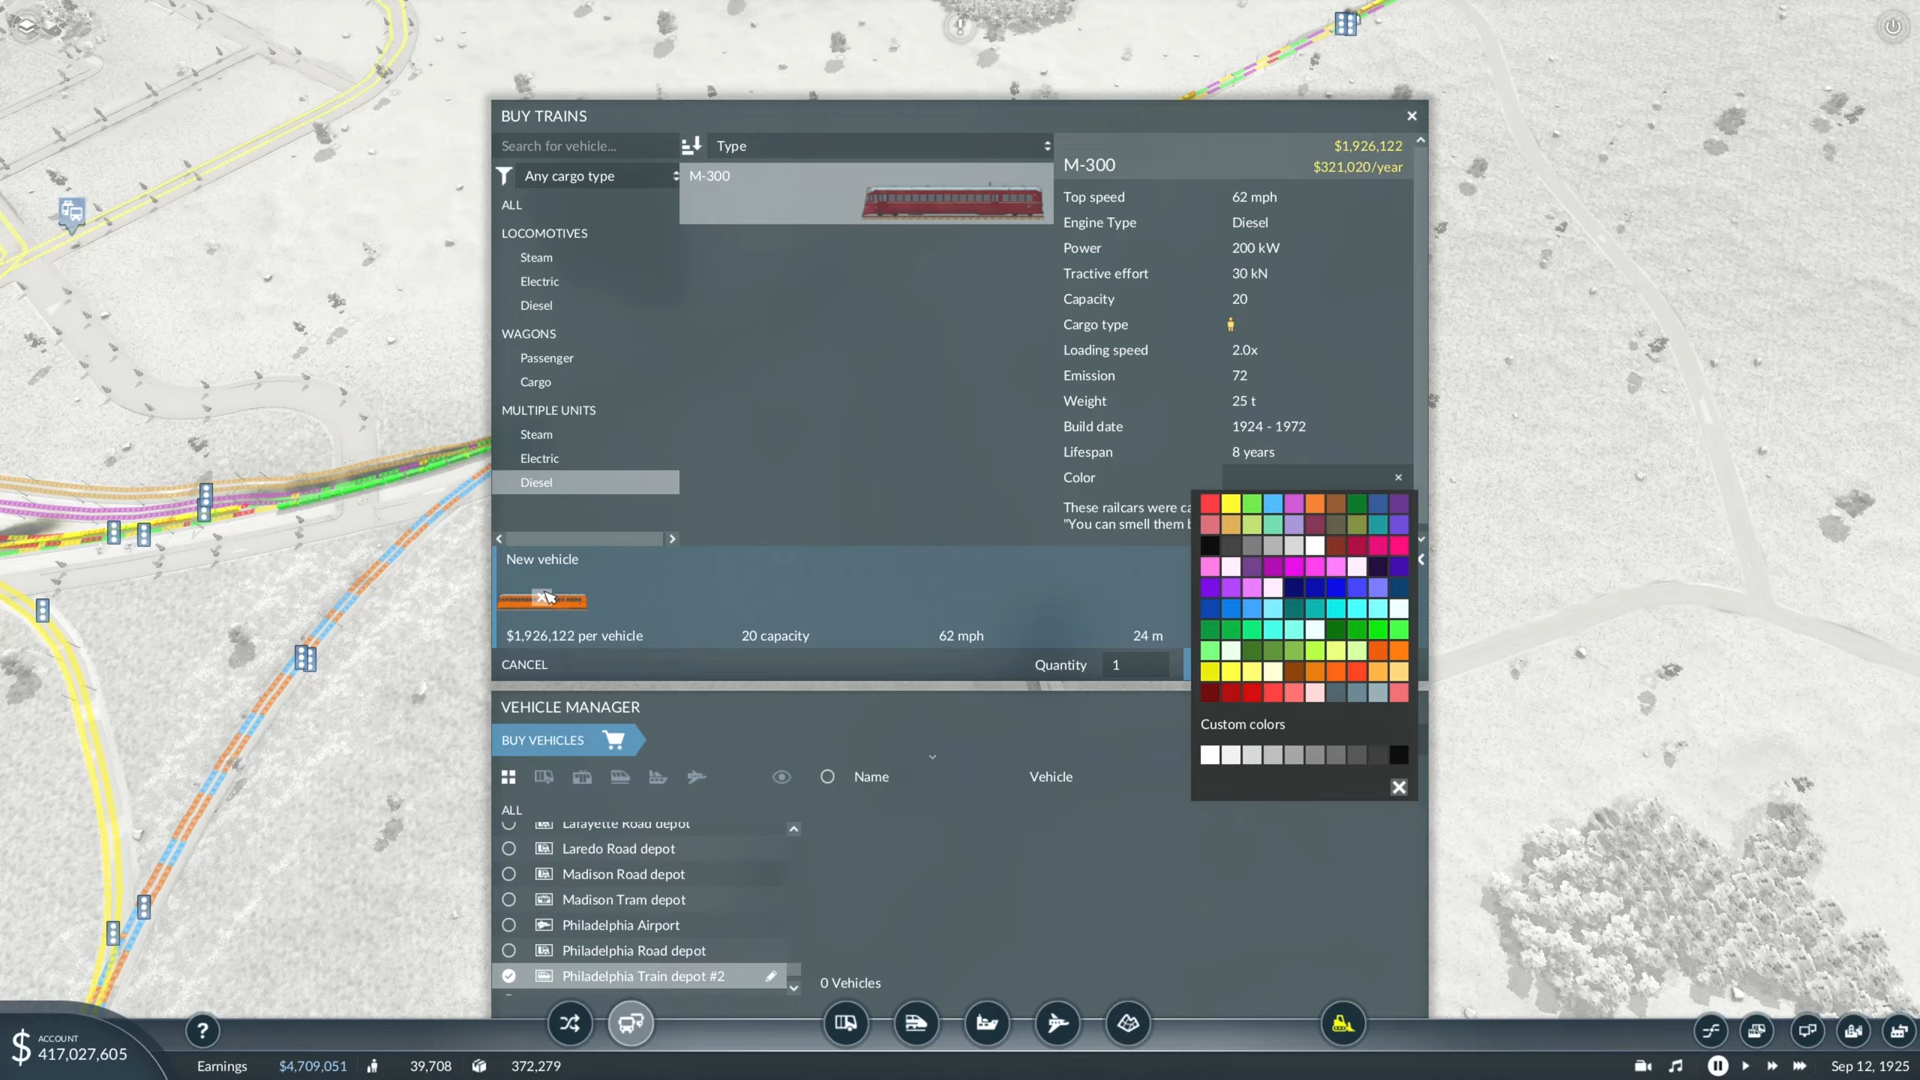 BUY TRAINS
Search for vehicle...
Type
Any cargo type
ALL
LOCOMOTIVES
Steam
Electric
Diesel
WAGONS
Passenger
Cargo
MULTIPLE UNITS
Steam
Electric
Diesel
M-300
$1,926,122
M-300
$321,020/year
Top speed 62 mph
Engine Type Diesel
Power 200 kW
Tractive effort 30 kN
Capacity 20
Cargo type
Loading speed 2.0x
Emission 72
Weight 25 t
Build date 1924 - 1972
Lifespan 8 years
Color
These railcars were ca
"You can smell them b
New vehicle
$1,926,122 per vehicle 20 capacity 62 mph 24 m
CANCEL
Quantity 1
Custom colors
VEHICLE MANAGER
BUY VEHICLES
Name Vehicle
ALL
Lafayette Road depot
Laredo Road depot
Madison Road depot
Madison Tram depot
Philadelphia Airport
Philadelphia Road depot
Philadelphia Train depot #2
0 Vehicles
?
$ ACCOUNT
417,027,605
Earnings $4,709,051 39,708 372,279
Sep 12, 1925